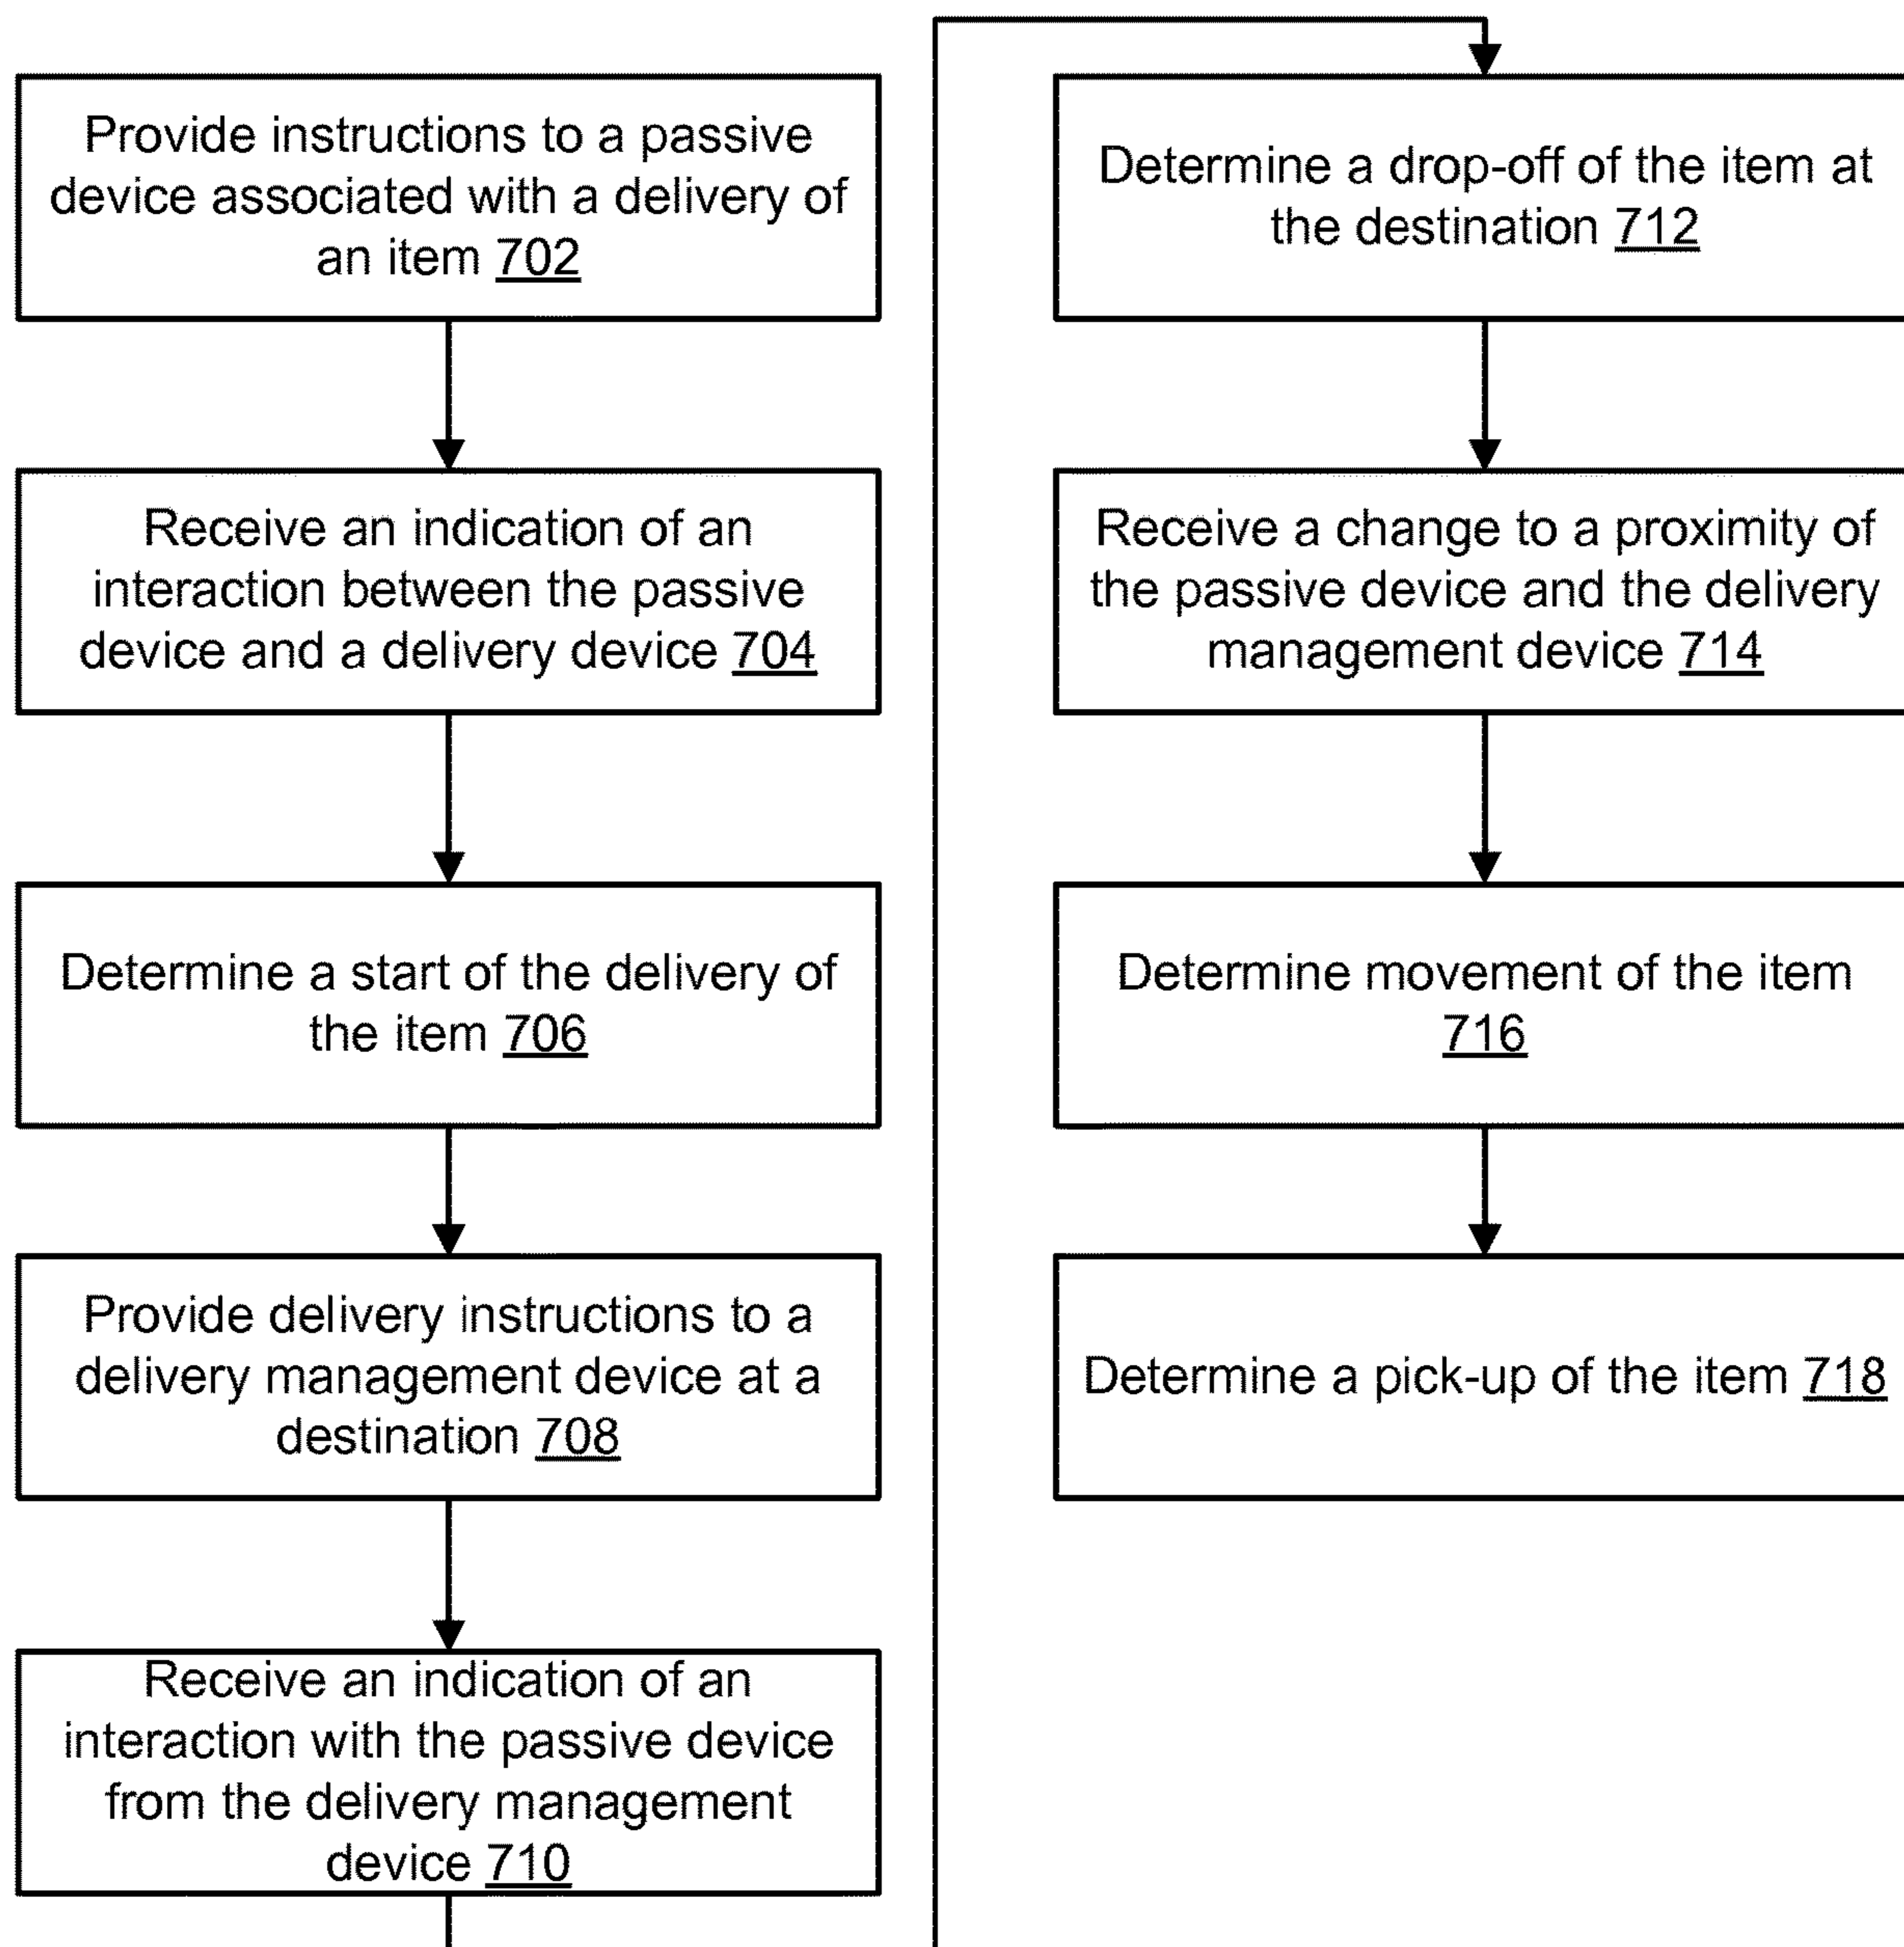 Provide instructions to a passive
device associated with a delivery of
an item 702
Receive an indication of an
interaction between the passive
device and a delivery device 704
Determine a start of the delivery of
the item 706
Provide delivery instructions to a
delivery management device at a
destination 708
Receive an indication of an
interaction with the passive device
from the delivery management
device 710
Determine a drop-off of the item at
the destination 712
Receive a change to a proximity of
the passive device and the delivery
management device 714
Determine movement of the item
716
Determine a pick-up of the item 718